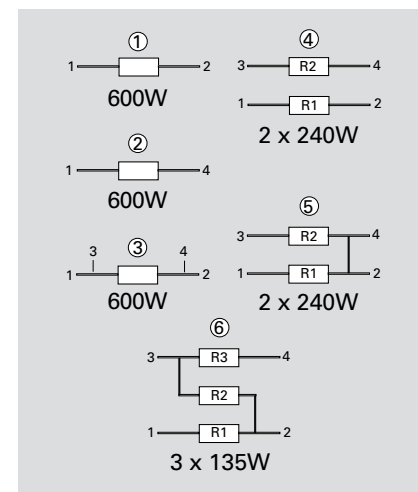 ①
1 2
600W
②
1 4
600W
③
3 4
1 2
600W
④
3 R2 4
1 R1 2
2 x 240W
⑤
3 R2 4
1 R1 2
2 x 240W
⑥
3 R3 4
R2
1 R1 2
3 x 135W